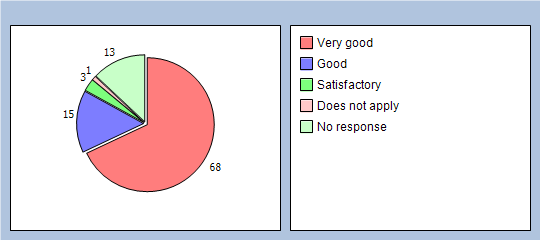 13
1
3
15
68
Very good
Good
Satisfactory
Does not apply
No response